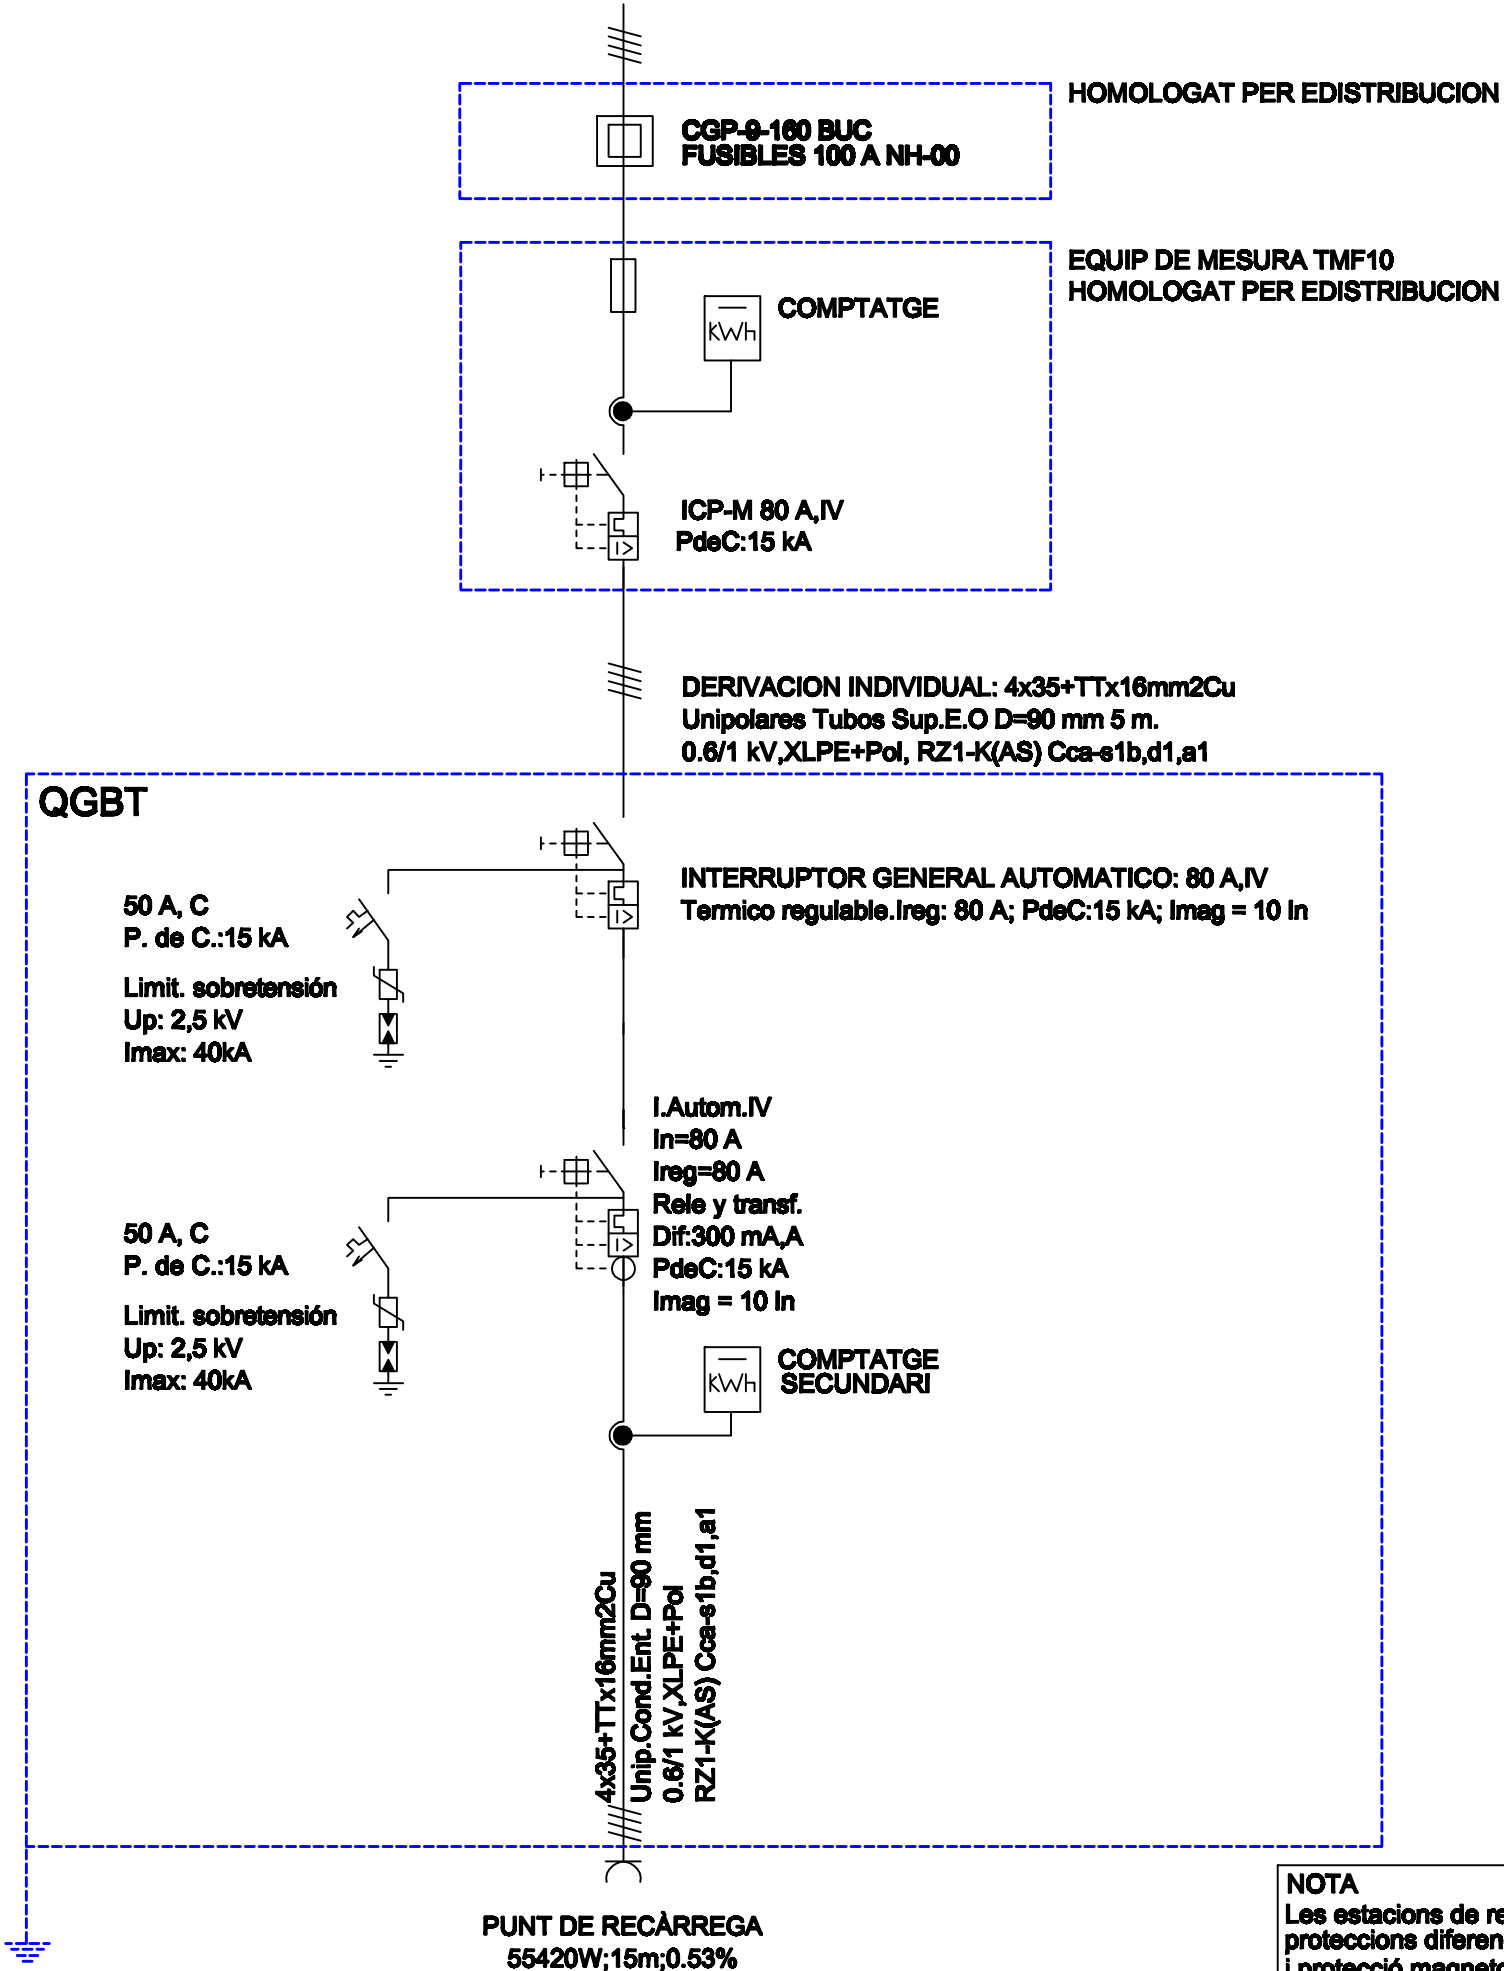 HOMOLOGAT PER EDISTRIBUCION
CGP-9-160 BUC
FUSIBLES 100 A NH-00
EQUIP DE MESURA TMF10
HOMOLOGAT PER EDISTRIBUCION
COMPTATGE
KWh
ICP-M 80 A,IV
PdeC:15 kA
DERIVACION INDIVIDUAL: 4x35+TTx16mm2Cu
Unipolares Tubos Sup.E.O D=90 mm 5 m.
0.6/1 kV,XLPE+Pol, RZ1-K(AS) Cca-s1b,d1,a1
QGBT
INTERRUPTOR GENERAL AUTOMATICO: 80 A,IV
Termico regulable.Ireg: 80 A; PdeC:15 kA; Imag = 10 In
I>
I>
50 A, C
P. de C.:15 kA
Limit. sobretensión
Up: 2,5 kV
Imax: 40kA
I.Autom.IV
In=80 A
Ireg=80 A
Rele y transf.
Dif:300 mA,A
PdeC:15 kA
Imag = 10 In
I>
50 A, C
P. de C.:15 kA
Limit. sobretensión
Up: 2,5 kV
Imax: 40kA
COMPTATGE
SECUNDARI
KWh
4x35+TTx16mm2Cu
Unip.Cond.Ent. D=90 mm
0.6/1 kV,XLPE+Pol
RZ1-K(AS) Cca-s1b,d1,a1
PUNT DE RECÀRREGA
55420W;15m;0.53%
NOTA
Les estacions de
proteccions
i protecció